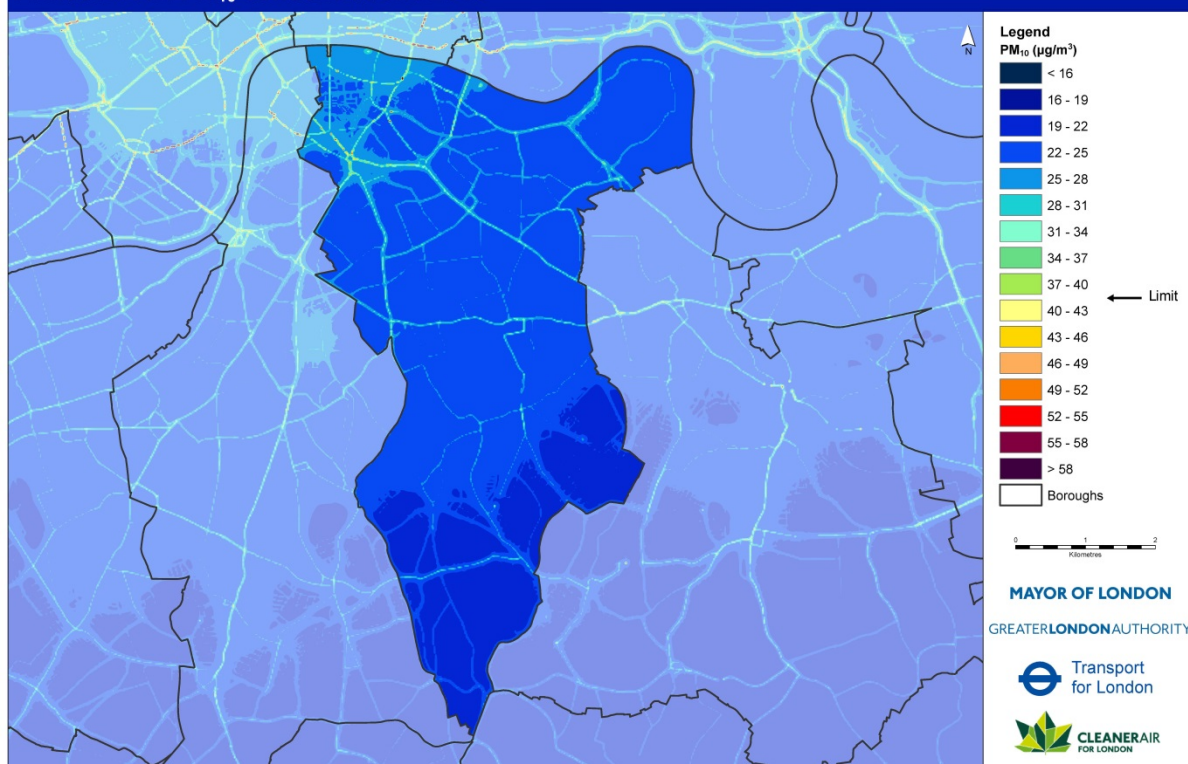 10
N
Legend
PM₁₀ (µg/m³)
< 16
16 - 19
19 - 22
22 - 25
25 - 28
28 - 31
31 - 34
34 - 37
37 - 40
Limit
40 - 43
43 - 46
46 - 49
49 - 52
52 - 55
55 - 58
> 58
Boroughs
0 1 2
Kilometres
MAYOR OF LONDON
GREATERLONDONAUTHORITY
Transport
for London
CLEANERAIR
FOR LONDON